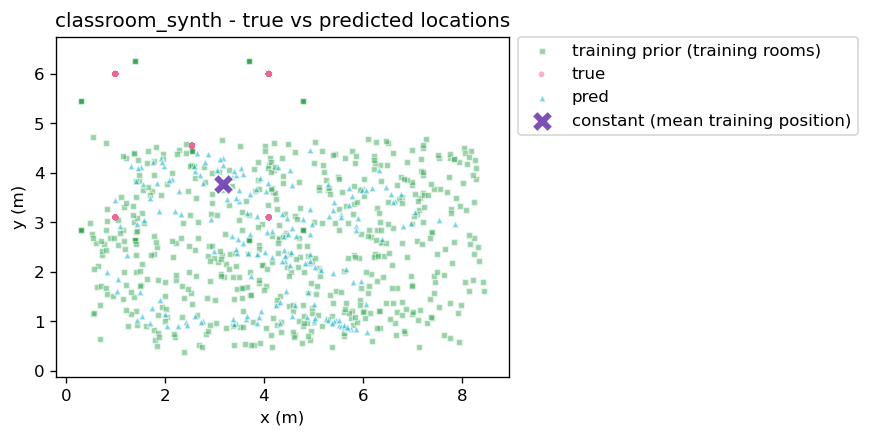 classroom_synth - true vs predicted locations
training prior (training rooms)
true
pred
constant (mean training position)
6
5
4
3
2
1
0
y (m)
0 2 4 6 8
x (m)